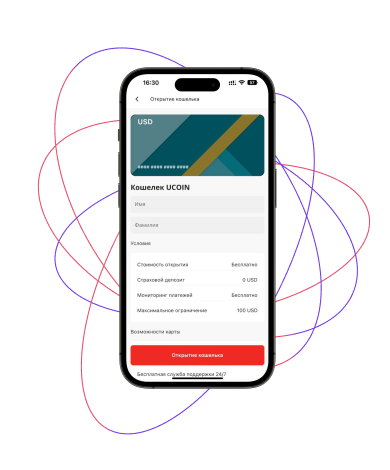 16:30
57
Открытие кошелька
USD
#### #### #### ####
Кошелек UCOIN
Имя
Фамилия
Условия
Стоимость открытия Бесплатно
Страховой депозит 0 USD
Мониторинг платежей Бесплатно
Максимальное ограничение 100 USD
Возможности карты
Открытие кошелька
Бесплатная служба поддержки 24/7